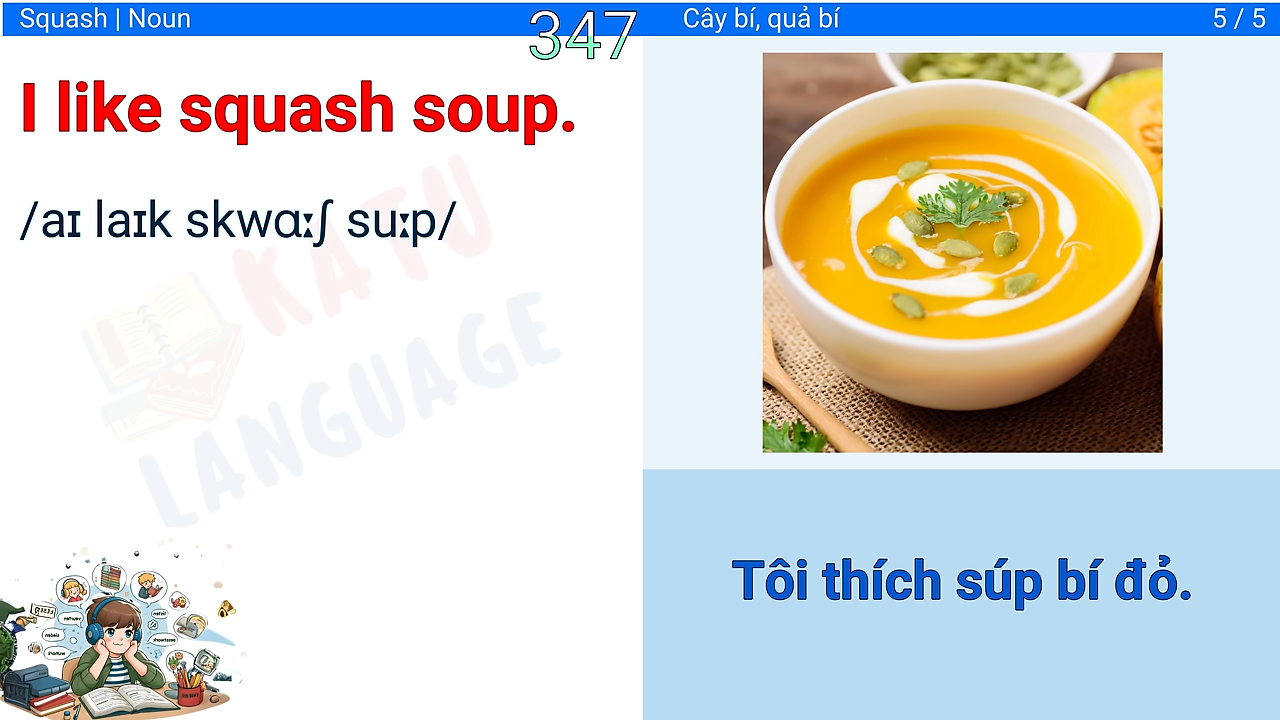 Squash | Noun
347
Cây bí, quả bí
5 / 5
I like squash soup.
/aɪ laɪk skwɑːʃ suːp/
KATU
LANGUAGE
Tôi thích súp bí đỏ.